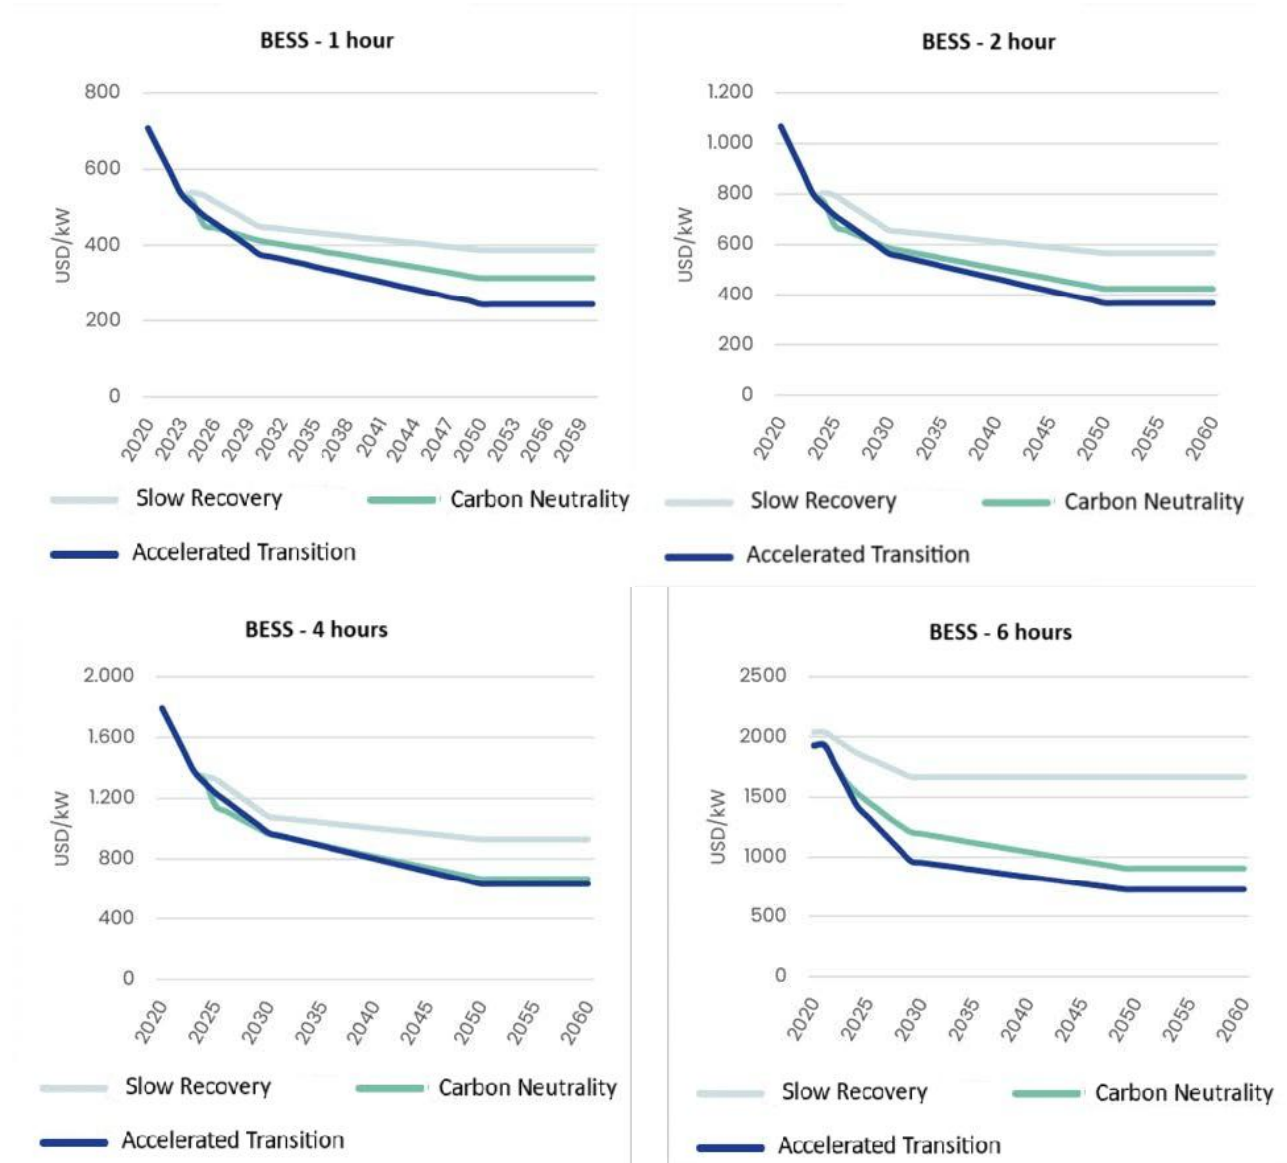 BESS - 1 hour
800
600
400
200
0
USD/kW
2020 2023 2026 2029 2032 2035 2038 2041 2044 2047 2050 2053 2056 2059
Slow Recovery Carbon Neutrality
Accelerated Transition
BESS - 2 hour
1.200
1.000
800
600
400
200
0
USD/kW
2020 2025 2030 2035 2040 2045 2050 2055 2060
Slow Recovery Carbon Neutrality
Accelerated Transition
BESS - 4 hours
2.000
1.600
1.200
800
400
0
USD/kW
2020 2025 2030 2035 2040 2045 2050 2055 2060
Slow Recovery Carbon Neutrality
Accelerated Transition
BESS - 6 hours
2500
2000
1500
1000
500
0
USD/kW
2020 2025 2030 2035 2040 2045 2050 2055 2060
Slow Recovery Carbon Neutrality
Accelerated Transition